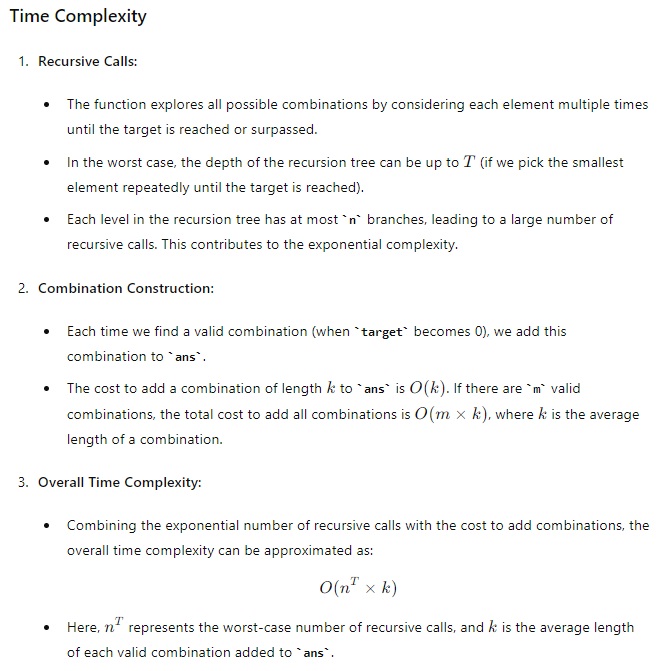 Time Complexity
1. Recursive Calls:
• The function explores all possible combinations by considering each element multiple times
until the target is reached or surpassed.
• In the worst case, the depth of the recursion tree can be up to T (if we pick the smallest
element repeatedly until the target is reached).
• Each level in the recursion tree has at most `n` branches, leading to a large number of
recursive calls. This contributes to the exponential complexity.
2. Combination Construction:
• Each time we find a valid combination (when `target` becomes 0), we add this
combination to `ans`.
• The cost to add a combination of length k to `ans` is O(k). If there are `m` valid
combinations, the total cost to add all combinations is O(m × k), where k is the average
length of a combination.
3. Overall Time Complexity:
• Combining the exponential number of recursive calls with the cost to add combinations, the
overall time complexity can be approximated as:
O(n^T × k)
• Here, n^T represents the worst-case number of recursive calls, and k is the average length
of each valid combination added to `ans`.